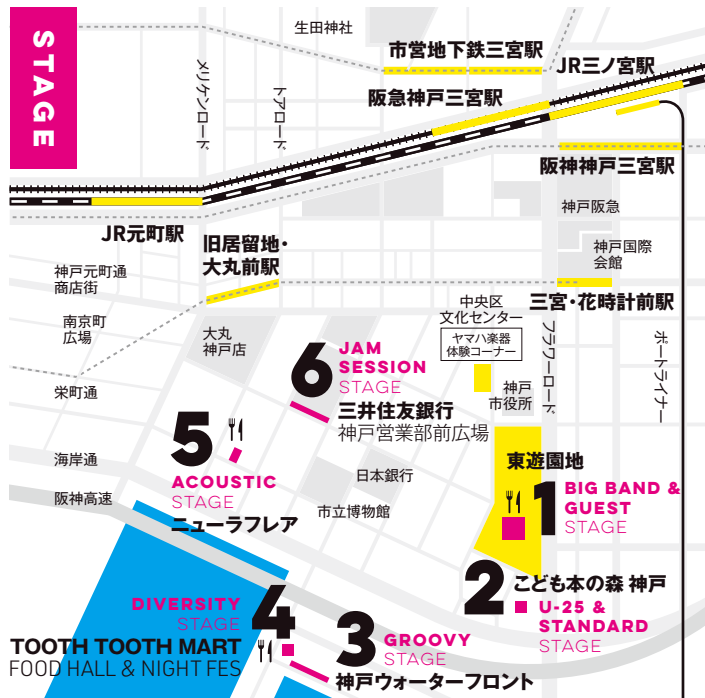 STAGE
生田神社
市営地下鉄三宮駅
JR三ノ宮駅
メリケンロード
トアロード
阪急神戸三宮駅
阪神神戸三宮駅
神戸阪急
JR元町駅
旧居留地・
大丸前駅
神戸国際
会館
神戸元町通
商店街
中央区
文化センター
三宮・花時計前駅
南京町
広場
大丸
神戸店
ヤマハ楽器
体験コーナー
フラワーロード
ポートライナー
6
JAM
SESSION
STAGE
三井住友銀行
神戸営業部前広場
栄町通
神戸
市役所
5
ACOUSTIC
STAGE
ニューラフレア
海岸通
阪神高速
日本銀行
市立博物館
東遊園地
1
BIG BAND &
GUEST
STAGE
2
こども本の森 神戸
U-25 &
STANDARD
STAGE
DIVERSITY
STAGE
4
TOOTH TOOTH MART
FOOD HALL & NIGHT FES
3
GROOVY
STAGE
神戸ウォーターフロント